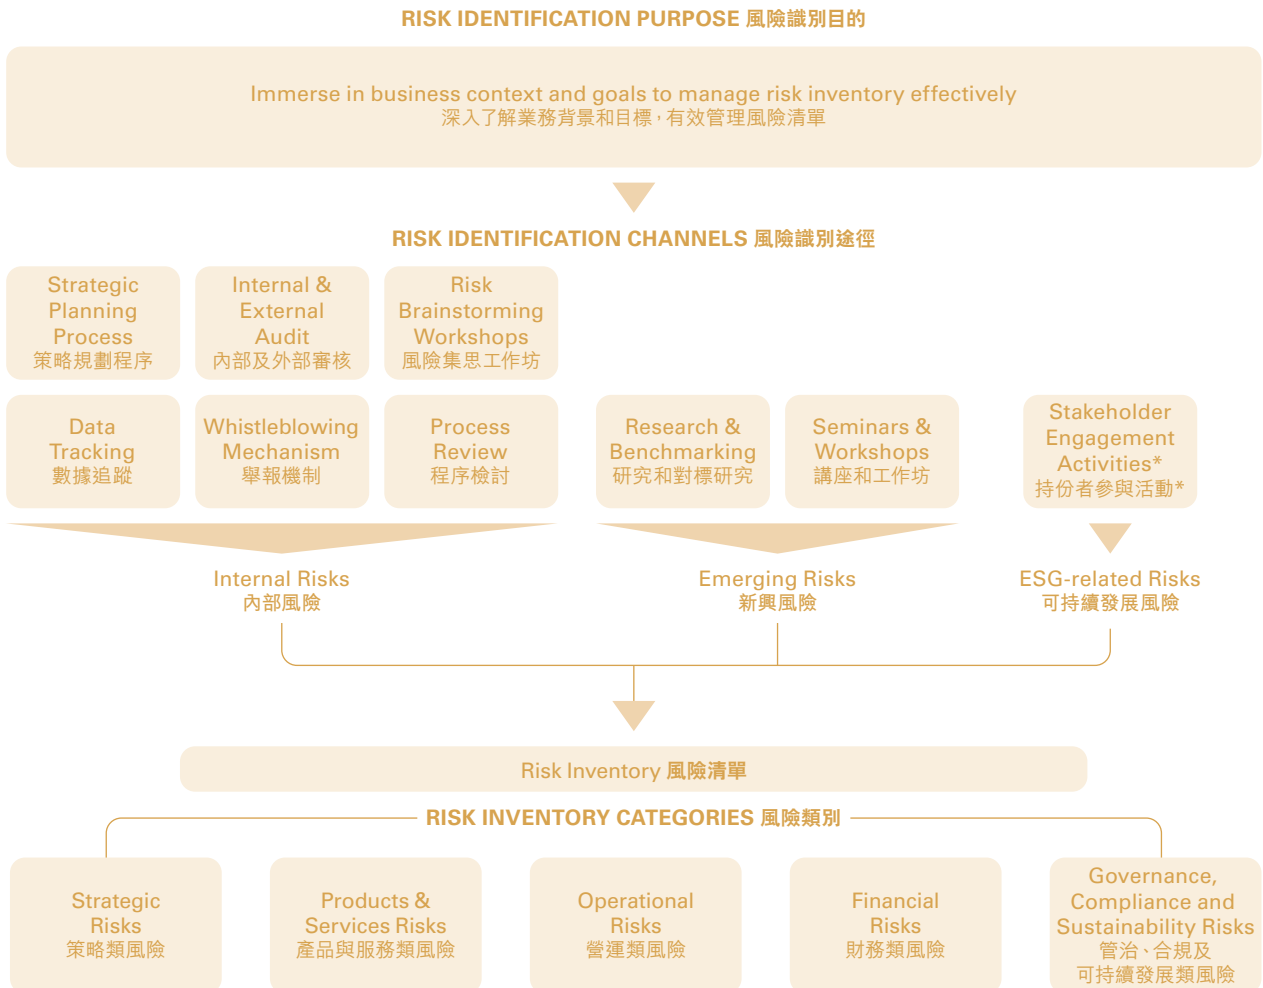 RISK IDENTIFICATION PURPOSE 風險識別目的
Immerse in business context and goals to manage risk inventory effectively
深入了解業務背景和目標，有效管理風險清單
RISK IDENTIFICATION CHANNELS 風險識別途徑
Strategic
Planning
Process
策略規劃程序
Internal &
External
Audit
內部及外部審核
Risk
Brainstorming
Workshops
風險集思工作坊
Data
Tracking
數據追蹤
Whistleblowing
Mechanism
舉報機制
Process
Review
程序檢討
Research &
Benchmarking
研究和對標研究
Seminars &
Workshops
講座和工作坊
Stakeholder
Engagement
Activities*
持份者參與活動*
Internal Risks
內部風險
Emerging Risks
新興風險
ESG-related Risks
可持續發展風險
Risk Inventory 風險清單
RISK INVENTORY CATEGORIES 風險類別
Strategic
Risks
策略類風險
Products &
Services Risks
產品與服務類風險
Operational
Risks
營運類風險
Financial
Risks
財務類風險
Governance,
Compliance and
Sustainability Risks
管治、合規及
可持續發展類風險